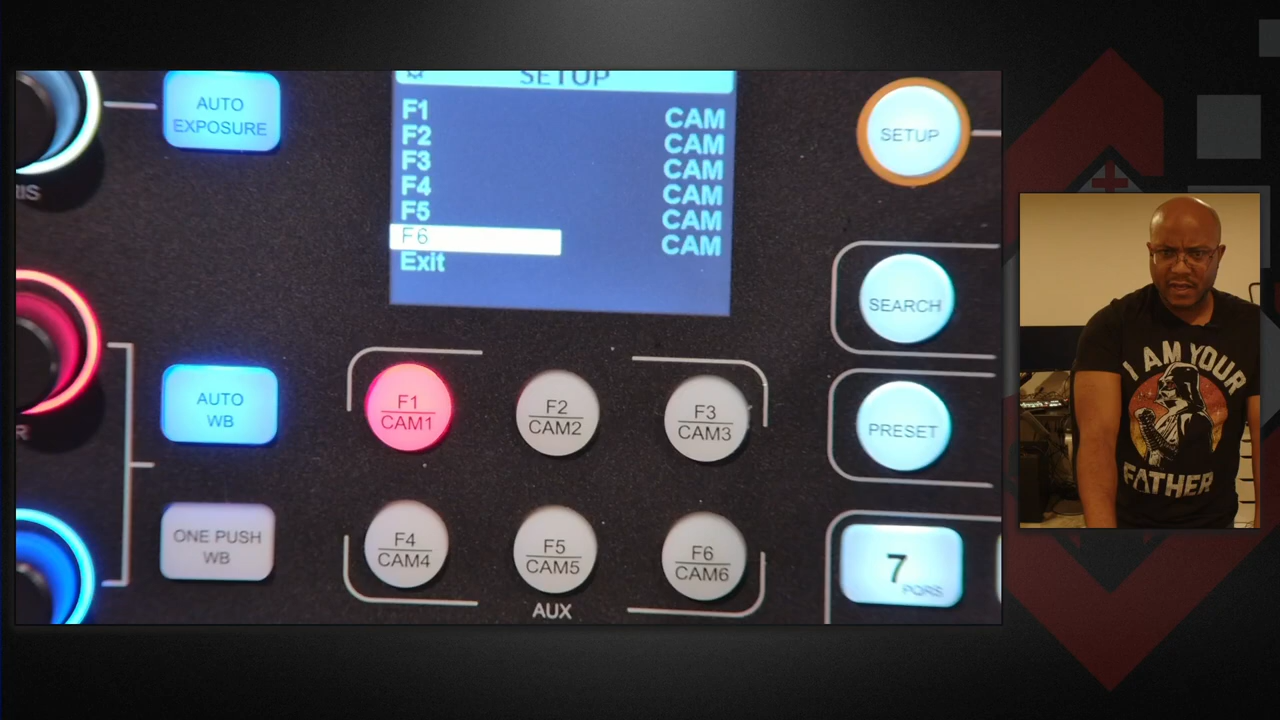 AUTO
EXPOSURE
SETUP
F1 CAM
F2 CAM
F3 CAM
F4 CAM
F5 CAM
F6 CAM
Exit
SETUP
SEARCH
PRESET
AUTO
WB
ONE PUSH
WB
F1
CAM1
F2
CAM2
F3
CAM3
F4
CAM4
F5
CAM5
F6
CAM6
AUX
7
PQRS
I AM YOUR
FATHER